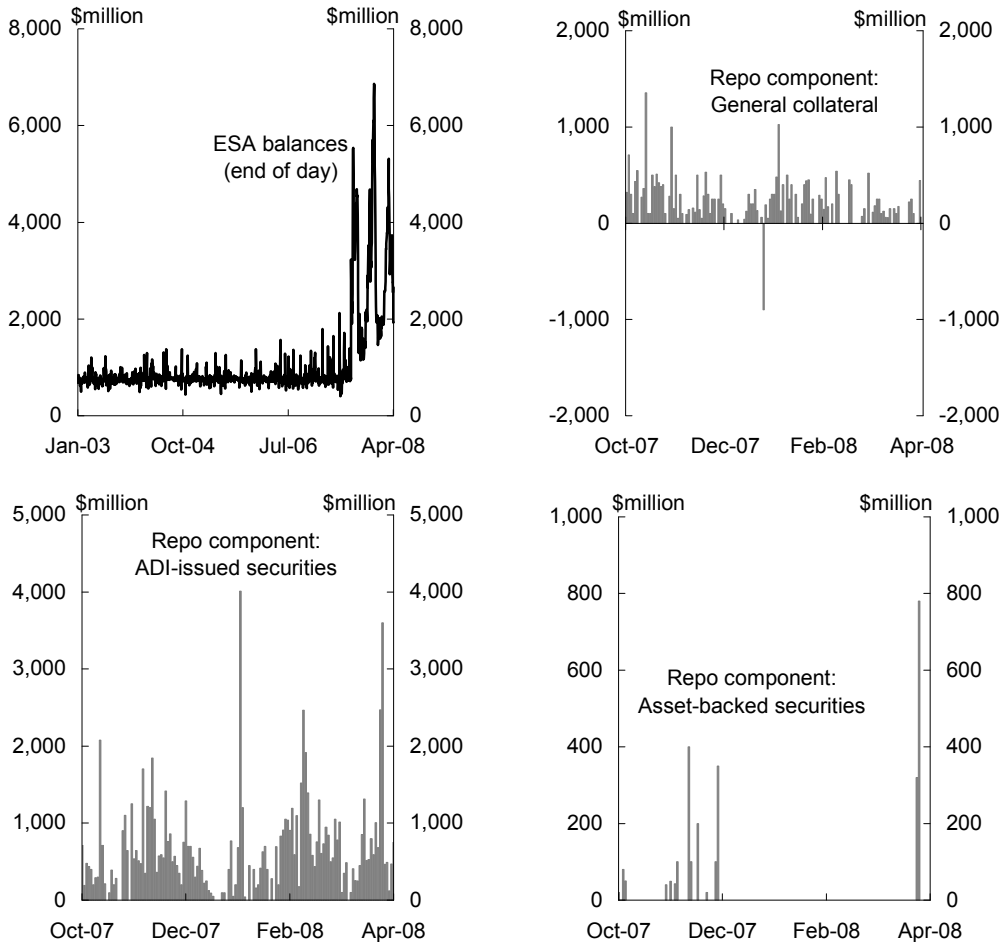 $million $million
8,000 8,000
6,000 6,000
ESA balances
(end of day)
4,000 4,000
2,000 2,000
0 0
Jan-03 Oct-04 Jul-06 Apr-08
$million $million
2,000 2,000
Repo component:
General collateral
1,000 1,000
0 0
-1,000 -1,000
-2,000 -2,000
Oct-07 Dec-07 Feb-08 Apr-08
$million $million
5,000 5,000
Repo component:
ADI-issued securities
4,000 4,000
3,000 3,000
2,000 2,000
1,000 1,000
0 0
Oct-07 Dec-07 Feb-08 Apr-08
$million $million
1,000 1,000
800 800
600 600
Repo component:
Asset-backed securities
400 400
200 200
0 0
Oct-07 Dec-07 Feb-08 Apr-08